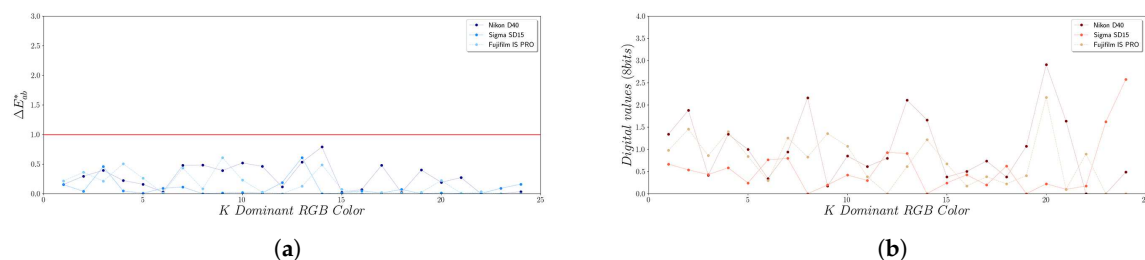 3.0
2.5
2.0
1.5
1.0
0.5
0.0
ΔE*ab
0 5 10 15 20 25
K Dominant RGB Color
Nikon D40
Sigma SD15
Fujifilm IS PRO
(a)
4.0
3.5
3.0
2.5
2.0
1.5
1.0
0.5
0.0
Digital values (8bits)
0 5 10 15 20 25
K Dominant RGB Color
Nikon D40
Sigma SD15
Fujifilm IS PRO
(b)